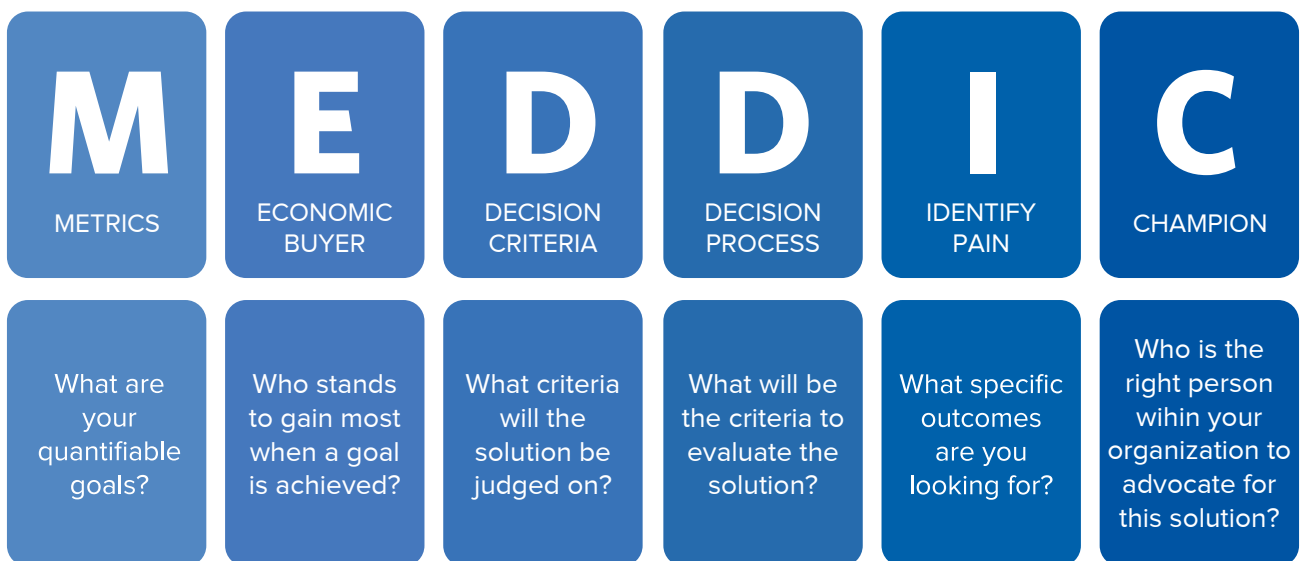 M
METRICS
E
ECONOMIC
BUYER
D
DECISION
CRITERIA
D
DECISION
PROCESS
I
IDENTIFY
PAIN
C
CHAMPION
What are
your
quantifiable
goals?
Who stands
to gain most
when a goal
is achieved?
What criteria
will the
solution be
judged on?
What will be
the criteria to
evaluate the
solution?
What specific
outcomes
are you
looking for?
Who is the
right person
wihin your
organization to
advocate for
this solution?